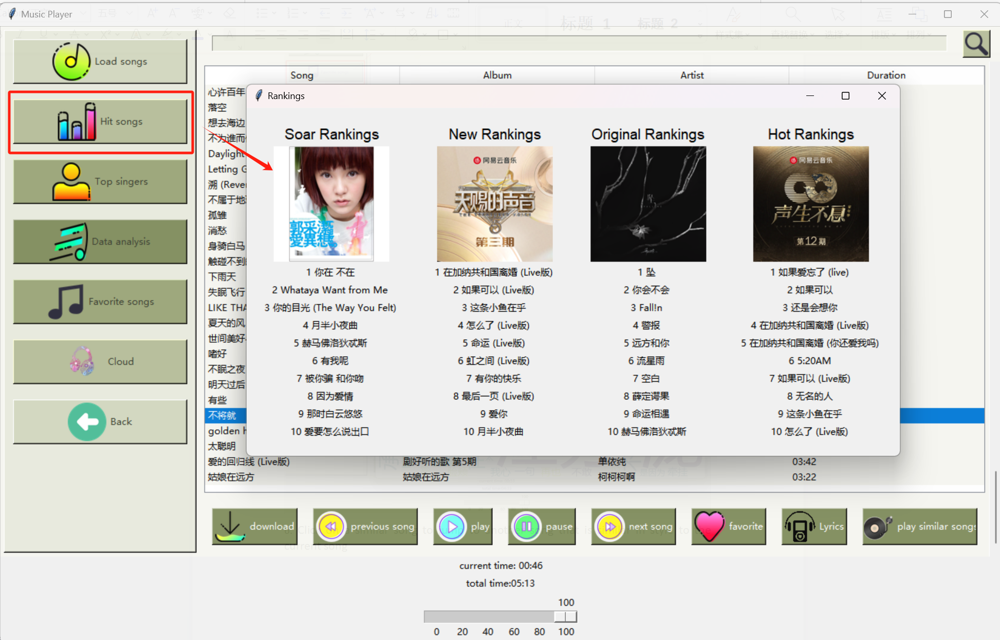 Music Player
Load songs
Hit songs
Top singers
Data analysis
Favorite songs
Cloud
Back
Song Album Artist Duration
心许百年
落空
想去海边
不为谁而
Daylight
Letting G
溯 (Rever
不属于地
孤雏
消愁
身骑白马
触碰不到
下雨天
失眠飞行
LIKE THA
夏天的风
世间美好
嗜好
不眠之夜
明天过后
有些
不将就
golden h
太聪明
爱的回归线 (Live版) 剧好听的歌 第5期 单依纯 03:42
姑娘在远方 姑娘在远方 柯柯柯啊 03:22
Rankings
Soar Rankings
郭采潔
愛異想
1 你在 不在
2 Whataya Want from Me
3 你的目光 (The Way You Felt)
4 月半小夜曲
5 赫马佛洛狄忒斯
6 有我呢
7 被你骗 和你吻
8 因为爱情
9 那时白云悠悠
10 爱要怎么说出口
New Rankings
网易云音乐
天赐的声音
第三期
1 在加纳共和国离婚 (Live版)
2 如果可以 (Live版)
3 这条小鱼在乎
4 怎么了 (Live版)
5 命运 (Live版)
6 虹之间 (Live版)
7 有你的快乐
8 最后一页 (Live版)
9 爱你
10 月半小夜曲
Original Rankings
1 坠
2 你会不会
3 Fall!n
4 警报
5 远方和你
6 流星雨
7 空白
8 薛定谔果
9 命运相遇
10 赫马佛洛狄忒斯
Hot Rankings
网易云音乐
声生不息
第12期
1 如果爱忘了 (live)
2 如果可以
3 还是会想你
4 在加纳共和国离婚 (Live版)
5 在加纳共和国离婚 (你还爱我吗)
6 5:20AM
7 如果可以 (Live版)
8 无名的人
9 这条小鱼在乎
10 怎么了 (Live版)
download previous song play pause next song favorite Lyrics play similar songs
current song
current time: 00:46
total time:05:13
100
0 20 40 60 80 100